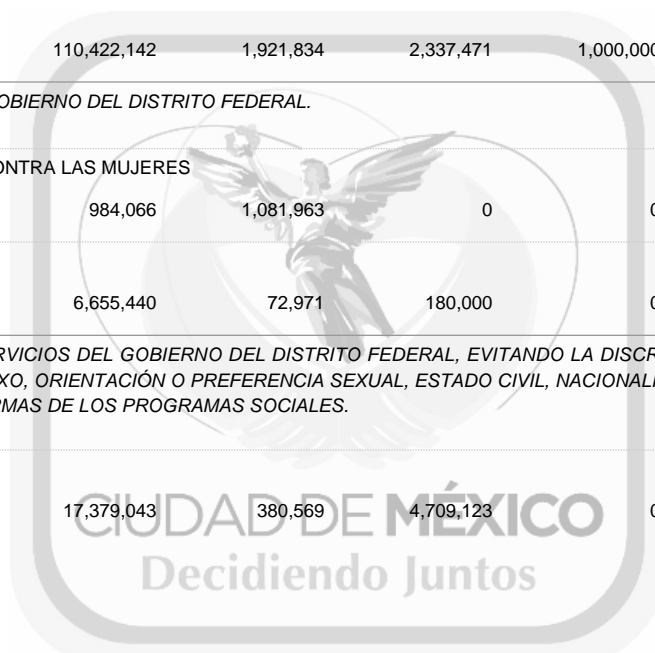 110,422,142 1,921,834 2,337,471 1,000,000
OBIERNO DEL DISTRITO FEDERAL.
ONTRA LAS MUJERES
984,066 1,081,963 0 0
6,655,440 72,971 180,000 0
RVICIOS DEL GOBIERNO DEL DISTRITO FEDERAL, EVITANDO LA DISCR
XO, ORIENTACIÓN O PREFERENCIA SEXUAL, ESTADO CIVIL, NACIONALI
RMAS DE LOS PROGRAMAS SOCIALES.
17,379,043 380,569 4,709,123 0
CIUDAD DE MÉXICO
Decidiendo Juntos